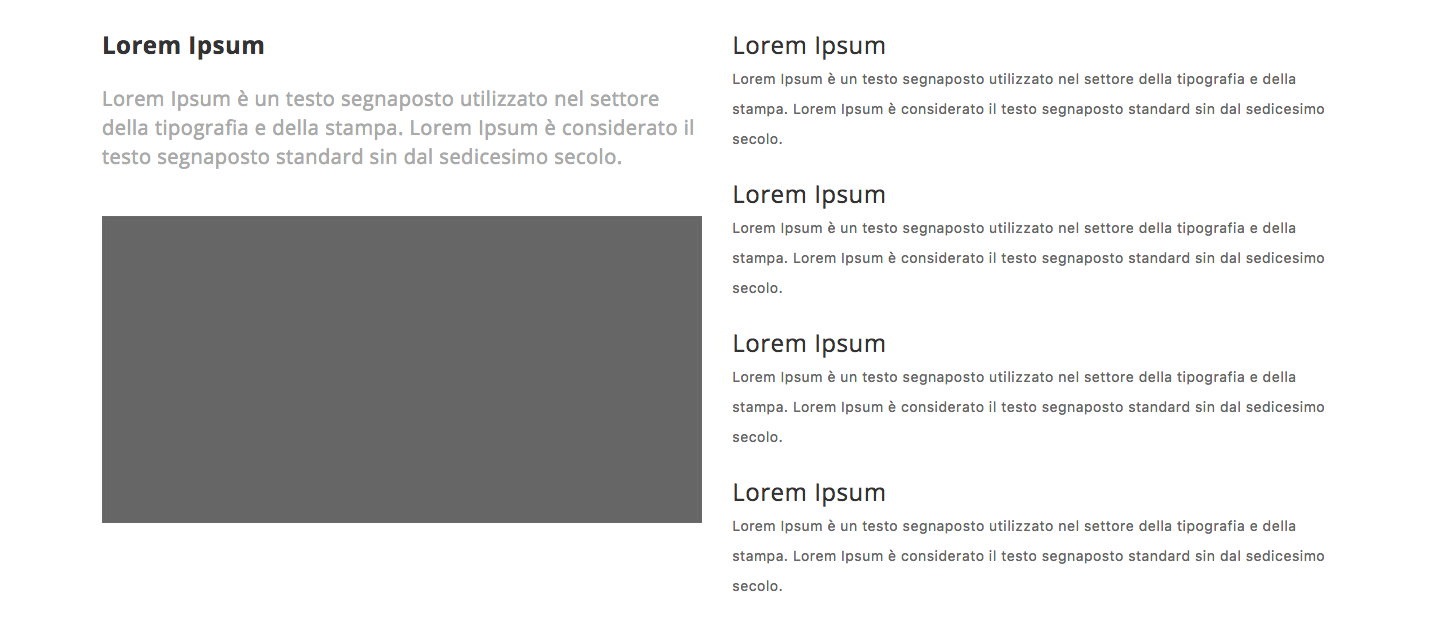 Lorem Ipsum
Lorem Ipsum è un testo segnaposto utilizzato nel settore
della tipografia e della stampa. Lorem Ipsum è considerato il
testo segnaposto standard sin dal sedicesimo secolo.
Lorem Ipsum
Lorem Ipsum è un testo segnaposto utilizzato nel settore della tipografia e della
stampa. Lorem Ipsum è considerato il testo segnaposto standard sin dal sedicesimo
secolo.
Lorem Ipsum
Lorem Ipsum è un testo segnaposto utilizzato nel settore della tipografia e della
stampa. Lorem Ipsum è considerato il testo segnaposto standard sin dal sedicesimo
secolo.
Lorem Ipsum
Lorem Ipsum è un testo segnaposto utilizzato nel settore della tipografia e della
stampa. Lorem Ipsum è considerato il testo segnaposto standard sin dal sedicesimo
secolo.
Lorem Ipsum
Lorem Ipsum è un testo segnaposto utilizzato nel settore della tipografia e della
stampa. Lorem Ipsum è considerato il testo segnaposto standard sin dal sedicesimo
secolo.